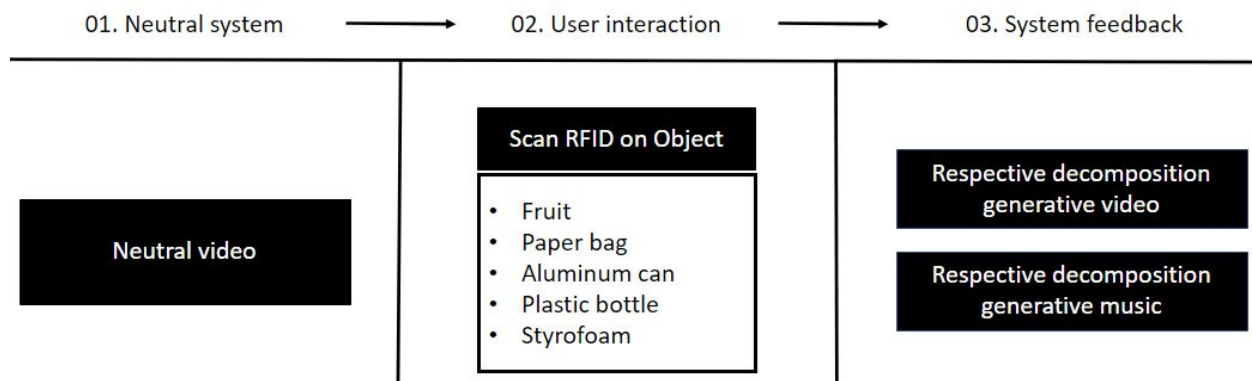 01. Neutral system
02. User interaction
03. System feedback
Neutral video
Scan RFID on Object
• Fruit
• Paper bag
• Aluminum can
• Plastic bottle
• Styrofoam
Respective decomposition
generative video
Respective decomposition
generative music